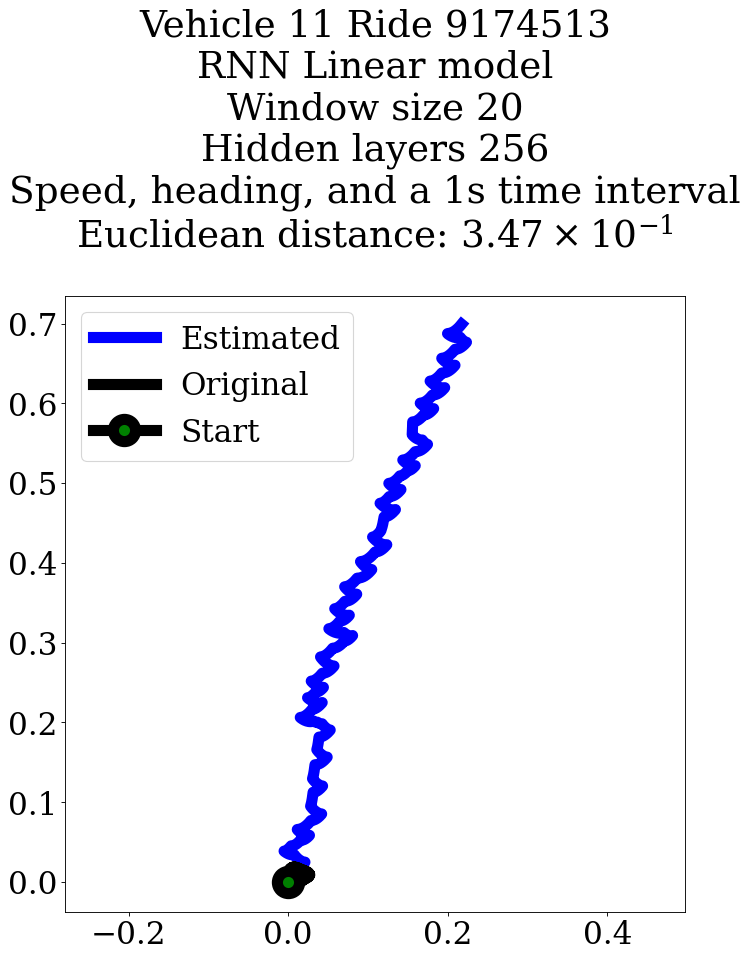 Vehicle 11 Ride 9174513
RNN Linear model
Window size 20
Hidden layers 256
Speed, heading, and a 1s time interval
Euclidean distance: 3.47 × 10⁻¹
Estimated
Original
Start
0.7
0.6
0.5
0.4
0.3
0.2
0.1
0.0
−0.2 0.0 0.2 0.4